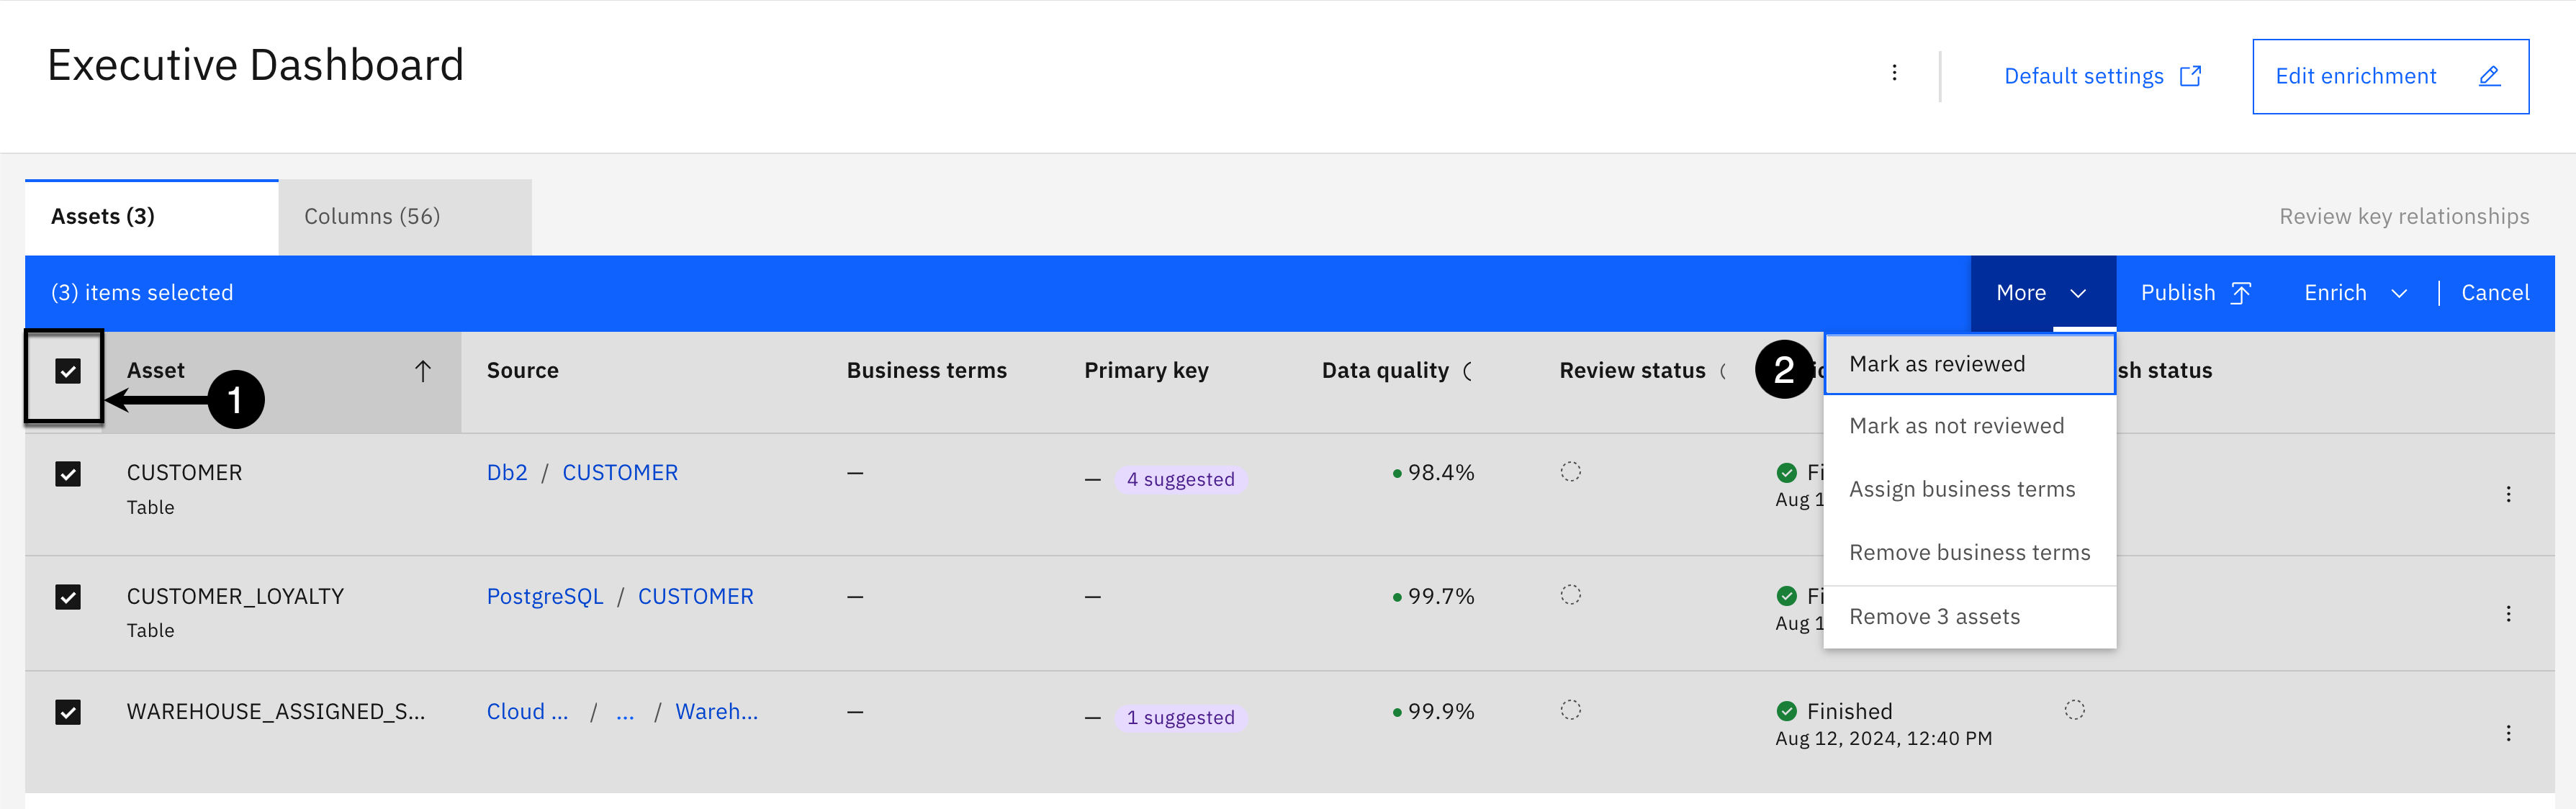 Executive Dashboard
Default settings
Edit enrichment
Assets (3)
Columns (56)
Review key relationships
(3) items selected
More
Publish
Enrich
Cancel
Asset
Source
Business terms
Primary key
Data quality
Review status
2
Mark as reviewed
status
1
Mark as not reviewed
CUSTOMER
Db2 / CUSTOMER
—
— 4 suggested
98.4%
Table
Aug 1
Assign business terms
Remove business terms
CUSTOMER_LOYALTY
PostgreSQL / CUSTOMER
—
—
99.7%
Table
Aug 1
Remove 3 assets
WAREHOUSE_ASSIGNED_S...
Cloud ... / ... / Wareh...
—
— 1 suggested
99.9%
Finished
Aug 12, 2024, 12:40 PM